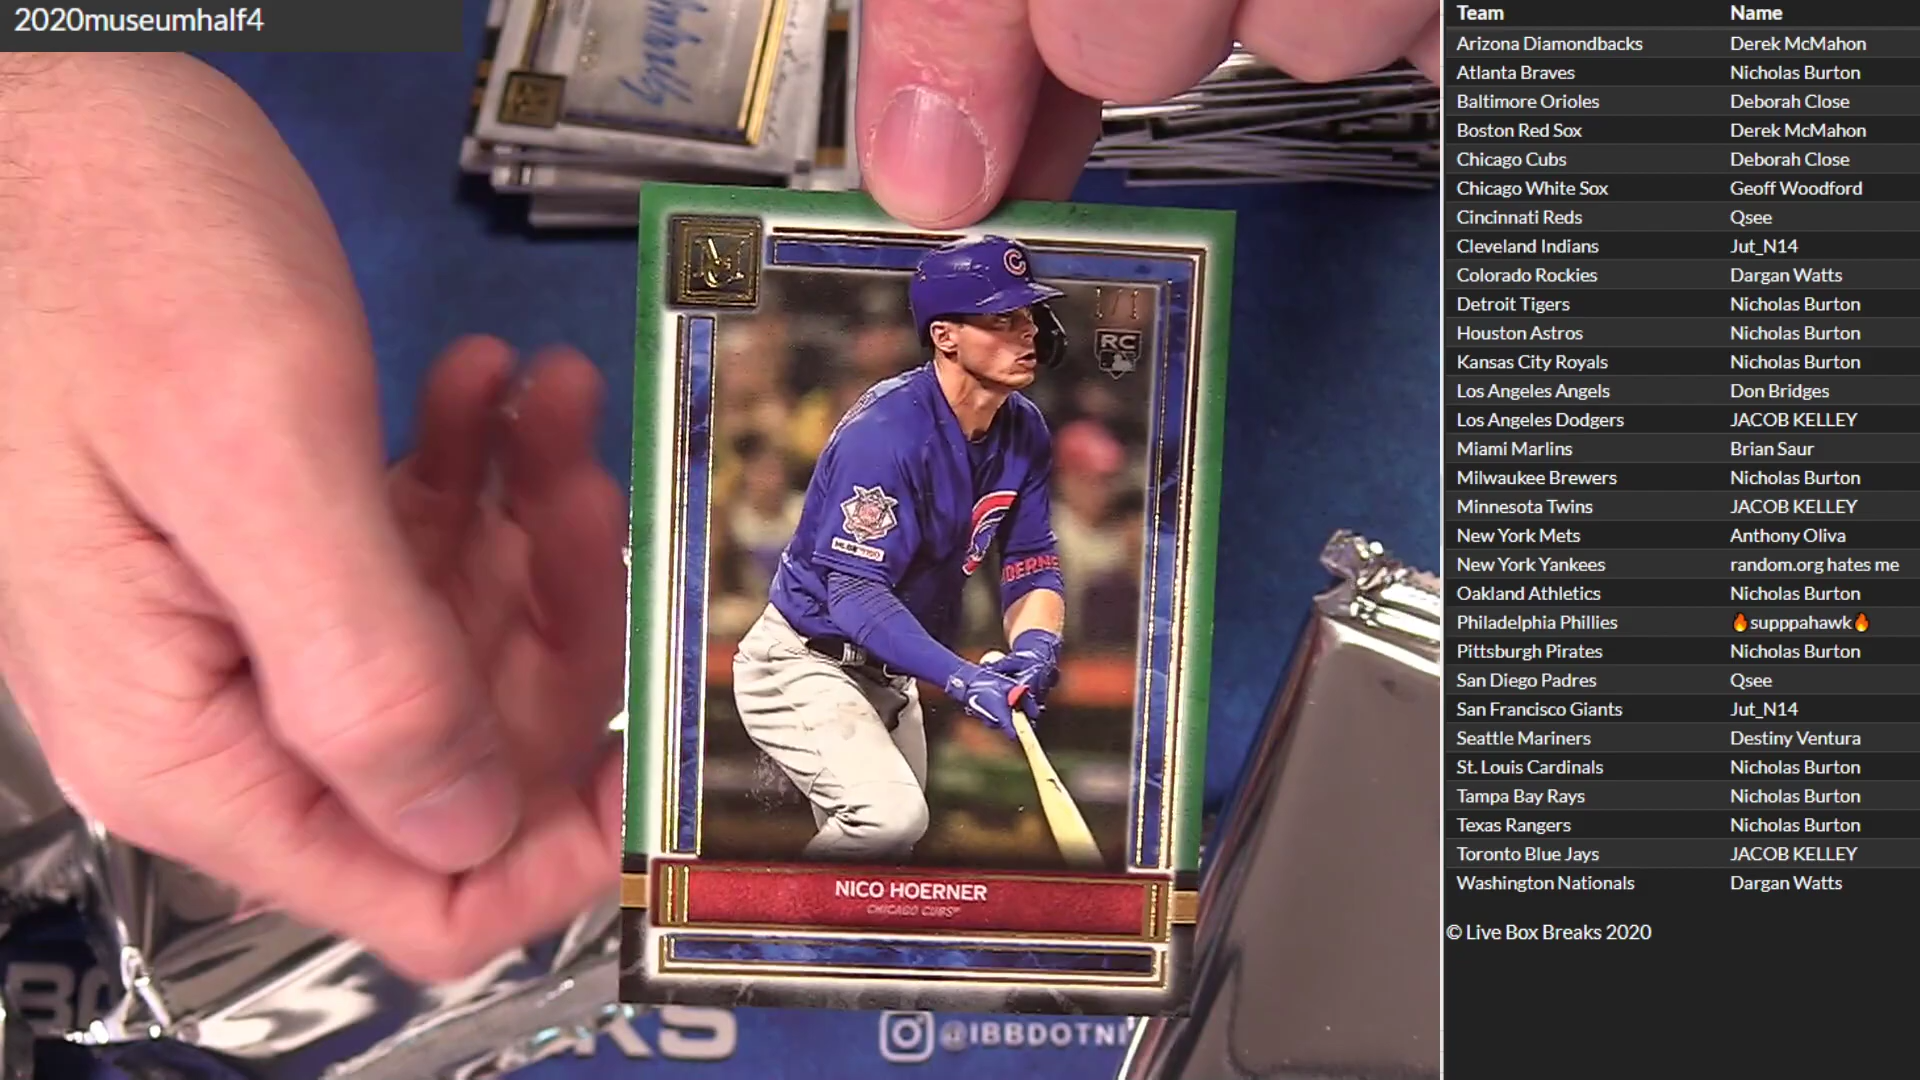 2020museumhalf4
1/1
RC
HOERNER
NICO HOERNER
CHICAGO CUBS
@IBBDOTN
Team Name
Arizona Diamondbacks Derek McMahon
Atlanta Braves Nicholas Burton
Baltimore Orioles Deborah Close
Boston Red Sox Derek McMahon
Chicago Cubs Deborah Close
Chicago White Sox Geoff Woodford
Cincinnati Reds Qsee
Cleveland Indians Jut_N14
Colorado Rockies Dargan Watts
Detroit Tigers Nicholas Burton
Houston Astros Nicholas Burton
Kansas City Royals Nicholas Burton
Los Angeles Angels Don Bridges
Los Angeles Dodgers JACOB KELLEY
Miami Marlins Brian Saur
Milwaukee Brewers Nicholas Burton
Minnesota Twins JACOB KELLEY
New York Mets Anthony Oliva
New York Yankees random.org hates me
Oakland Athletics Nicholas Burton
Philadelphia Phillies 🔥supppahawk🔥
Pittsburgh Pirates Nicholas Burton
San Diego Padres Qsee
San Francisco Giants Jut_N14
Seattle Mariners Destiny Ventura
St. Louis Cardinals Nicholas Burton
Tampa Bay Rays Nicholas Burton
Texas Rangers Nicholas Burton
Toronto Blue Jays JACOB KELLEY
Washington Nationals Dargan Watts
© Live Box Breaks 2020